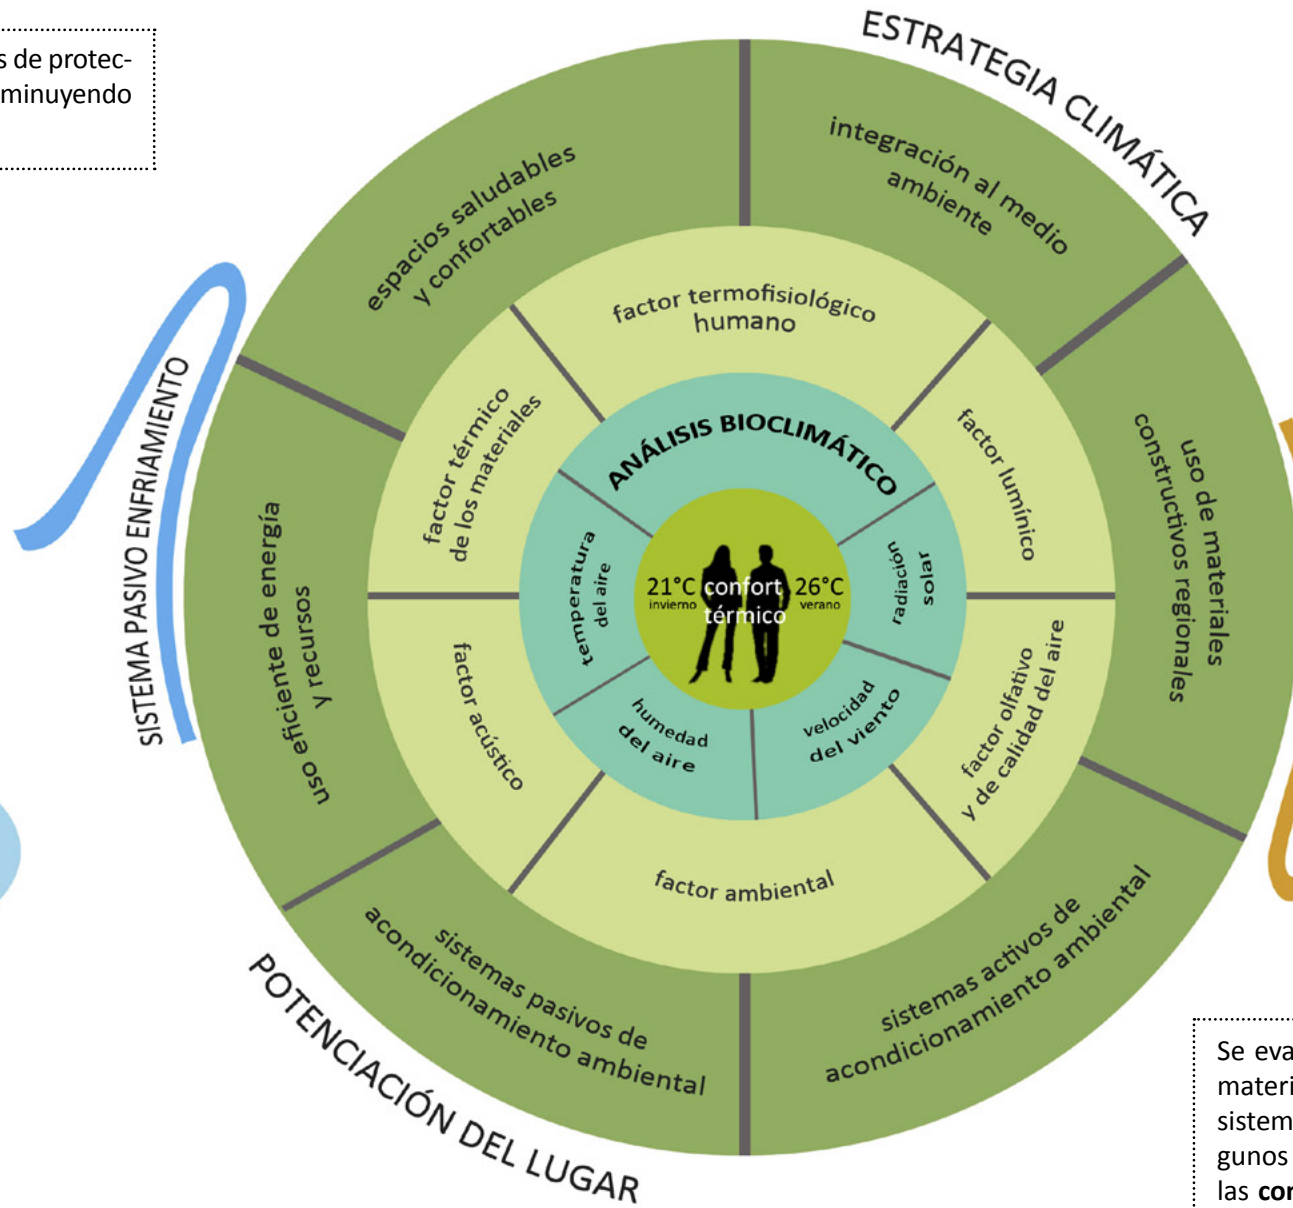 s de protec-
minuyendo
ESTRATEGIA CLIMÁTICA
integración al medio
ambiente
espacios saludables
y confortables
uso de materiales
constructivos regionales
sistemas activos de
acondicionamiento ambiental
sistemas pasivos de
acondicionamiento ambiental
uso eficiente de energía
y recursos
SISTEMA PASIVO ENFRIAMIENTO
POTENCIACIÓN DEL LUGAR
factor termofisiológico
humano
factor lumínico
factor olfativo
y de calidad del aire
factor ambiental
factor acústico
factor térmico
de los materiales
ANÁLISIS BIOCLIMÁTICO
radiación
solar
velocidad
del viento
humedad
del aire
temperatura
del aire
21°C
invierno
confort
térmico
26°C
verano
Se eva
materi
sistem
gunos
las con